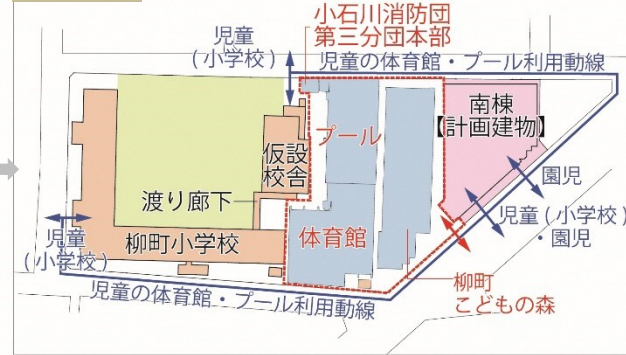 小石川消防団
第三分団本部
児童
(小学校)
児童の体育館・プール利用動線
プール
南棟
【計画建物】
仮設
校舎
渡り廊下
園児
児童(小学校)
・園児
児童
(小学校)
柳町小学校
体育館
柳町
こどもの森
児童の体育館・プール利用動線